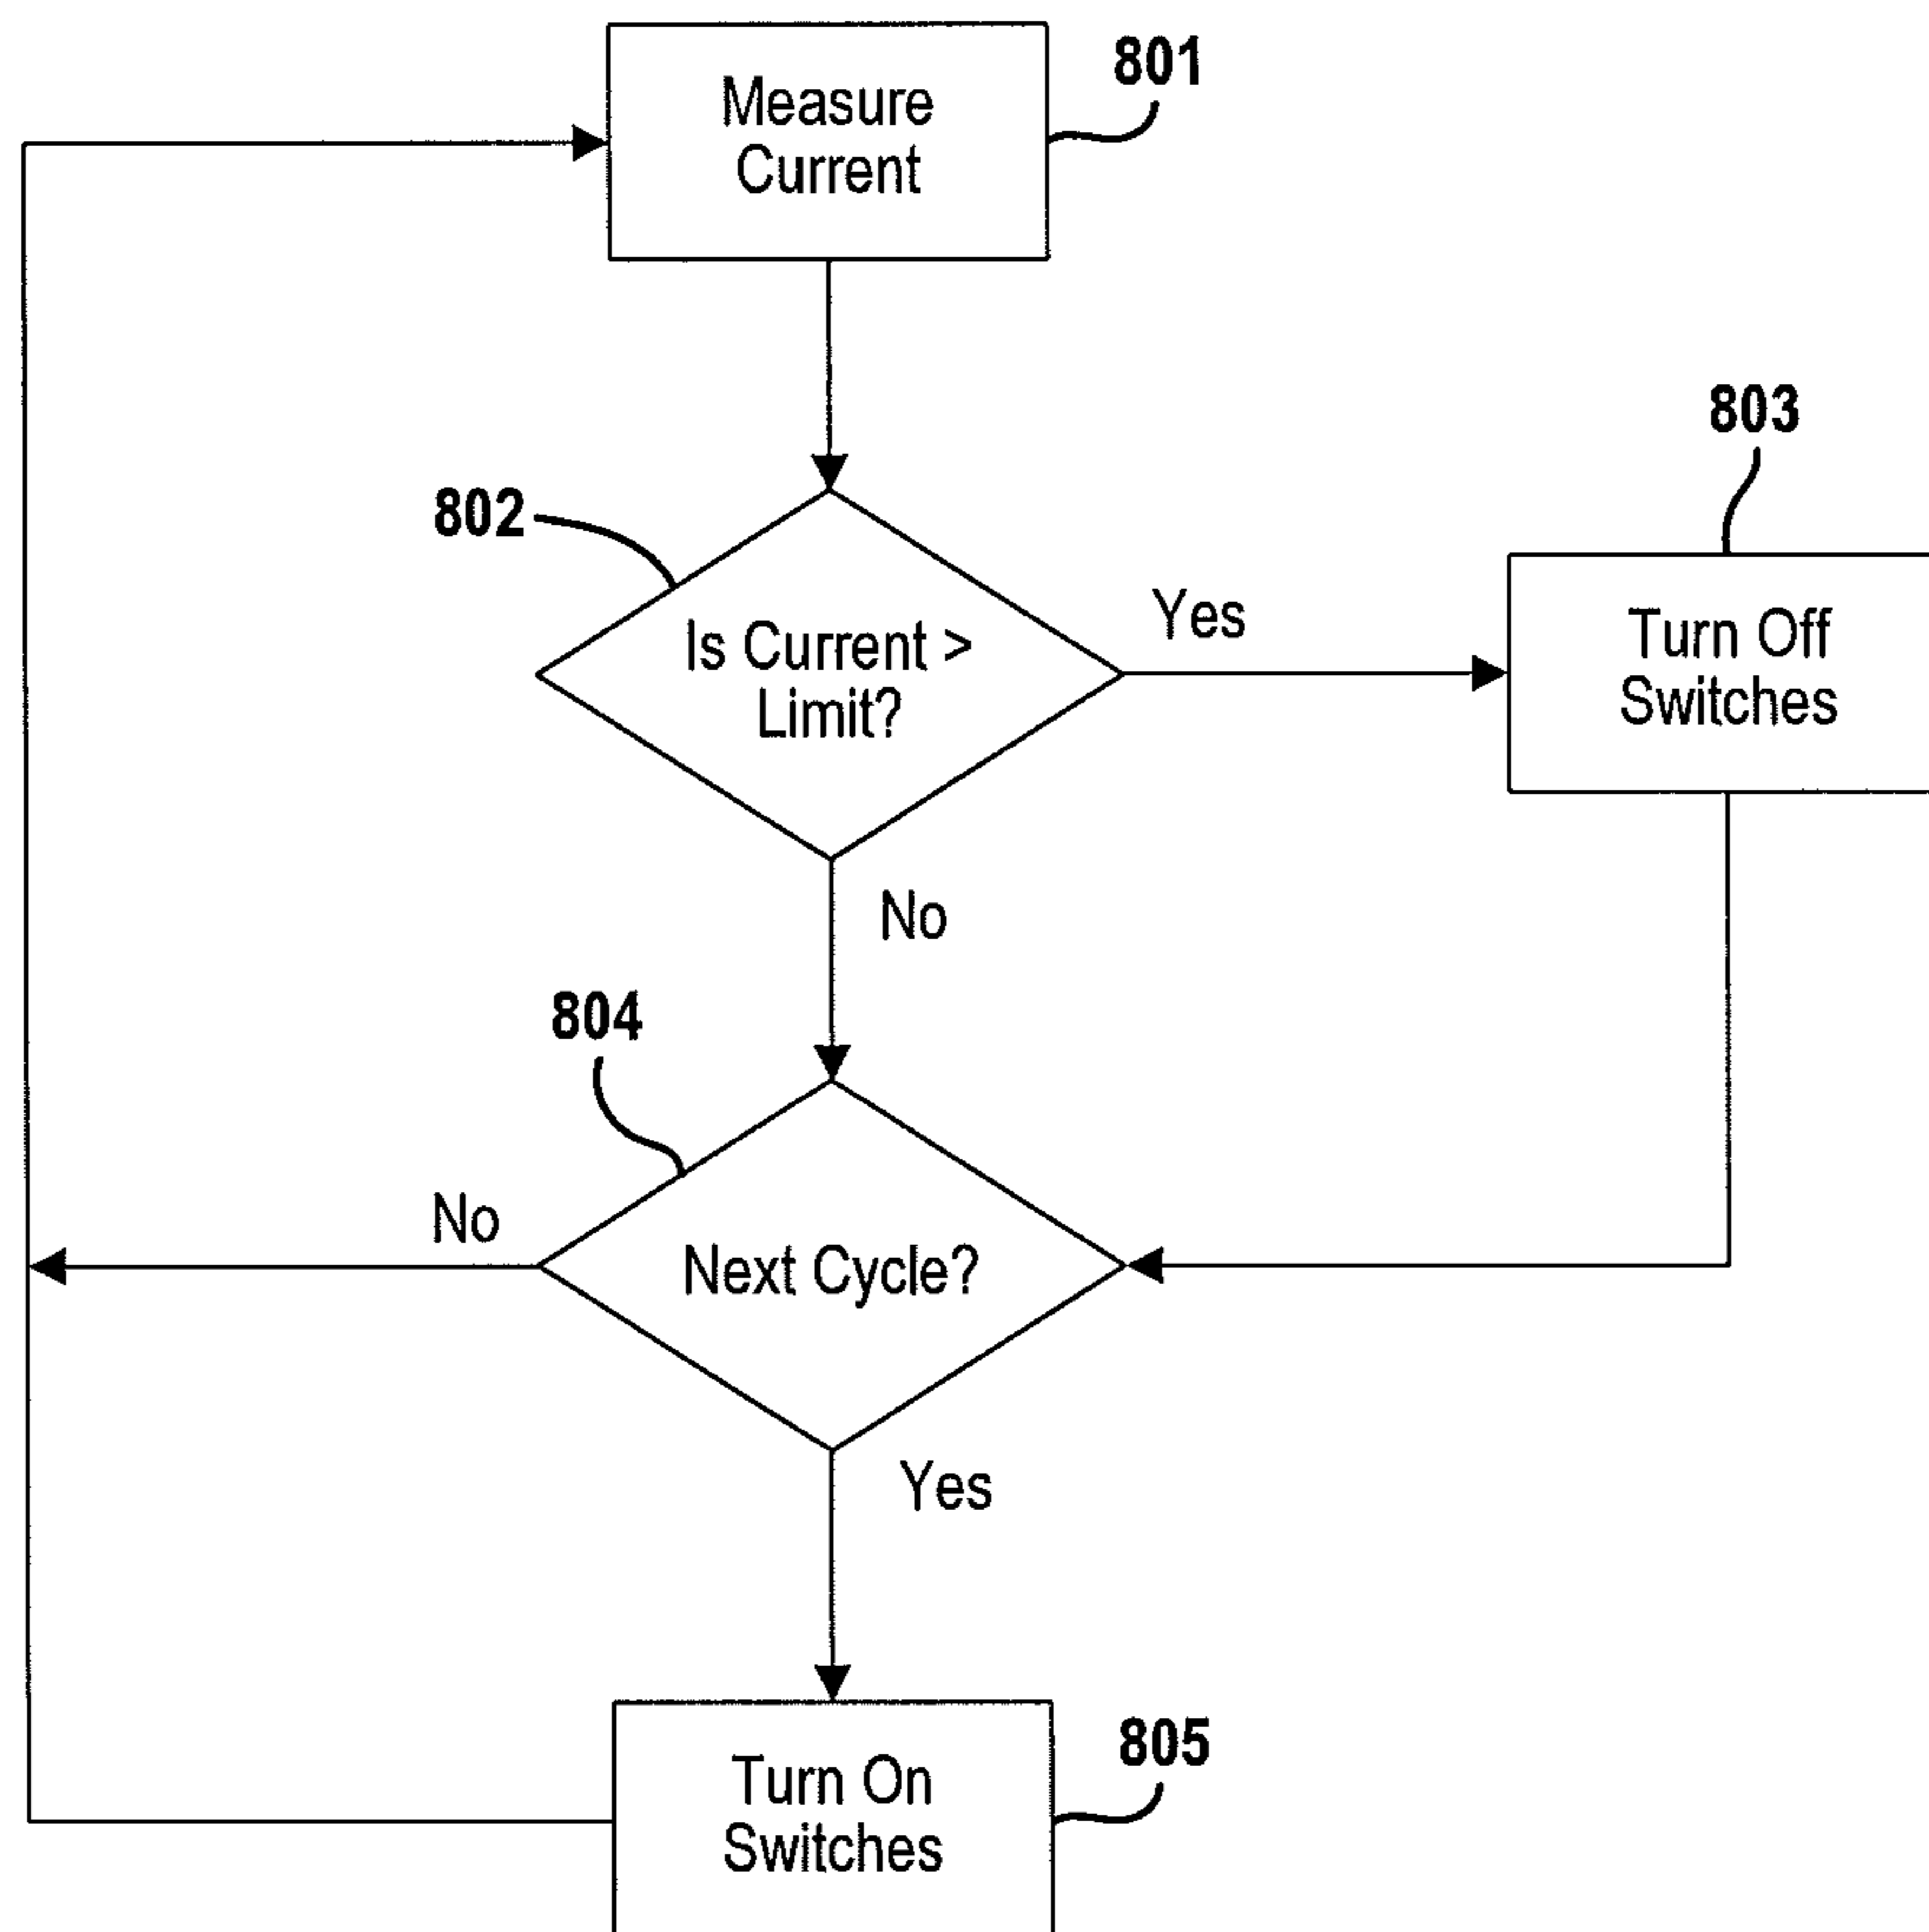 Measure
Current
801
802
Is Current >
Limit?
Yes
803
Turn Off
Switches
No
804
No
Next Cycle?
Yes
Turn On
Switches
805